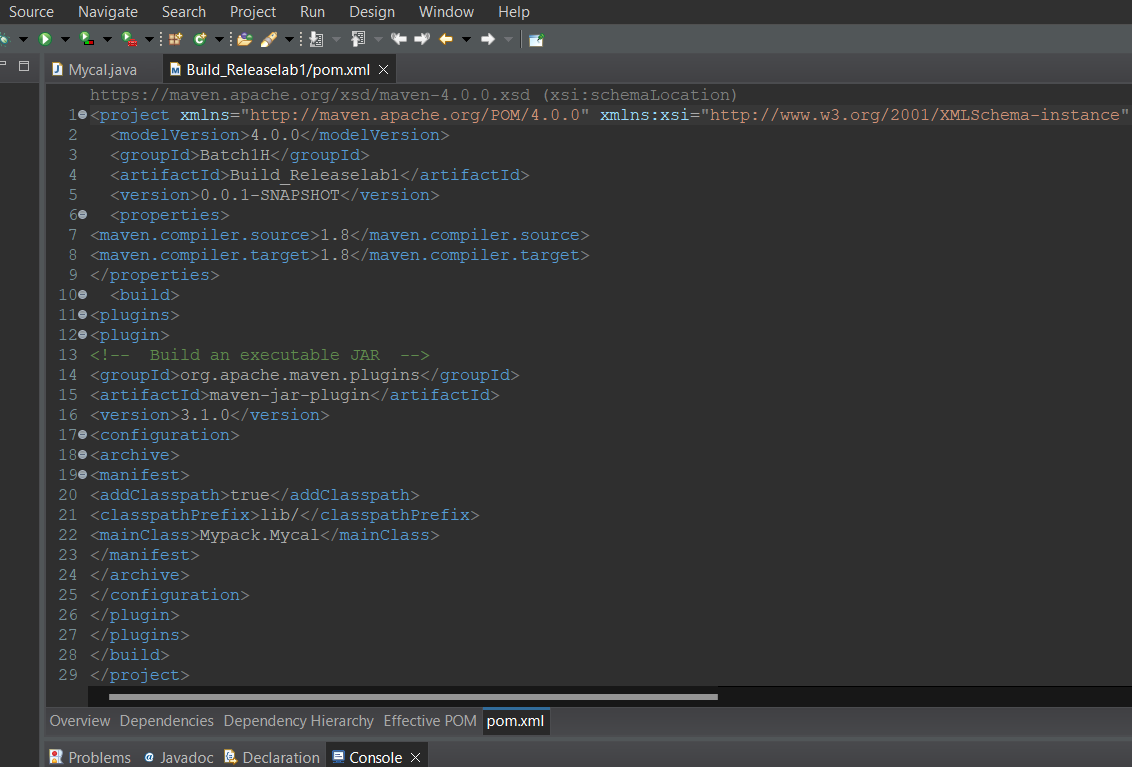 Source Navigate Search Project Run Design Window Help
Mycal.java Build_Releaselab1/pom.xml
https://maven.apache.org/xsd/maven-4.0.0.xsd (xsi:schemaLocation)
1 <project xmlns="http://maven.apache.org/POM/4.0.0" xmlns:xsi="http://www.w3.org/2001/XMLSchema-instance"
2 <modelVersion>4.0.0</modelVersion>
3 <groupId>Batch1H</groupId>
4 <artifactId>Build_Releaselab1</artifactId>
5 <version>0.0.1-SNAPSHOT</version>
6 <properties>
7 <maven.compiler.source>1.8</maven.compiler.source>
8 <maven.compiler.target>1.8</maven.compiler.target>
9 </properties>
10 <build>
11 <plugins>
12 <plugin>
13 <!--  Build an executable JAR  -->
14 <groupId>org.apache.maven.plugins</groupId>
15 <artifactId>maven-jar-plugin</artifactId>
16 <version>3.1.0</version>
17 <configuration>
18 <archive>
19 <manifest>
20 <addClasspath>true</addClasspath>
21 <classpathPrefix>lib/</classpathPrefix>
22 <mainClass>Mypack.Mycal</mainClass>
23 </manifest>
24 </archive>
25 </configuration>
26 </plugin>
27 </plugins>
28 </build>
29 </project>
Overview Dependencies Dependency Hierarchy Effective POM pom.xml
Problems Javadoc Declaration Console